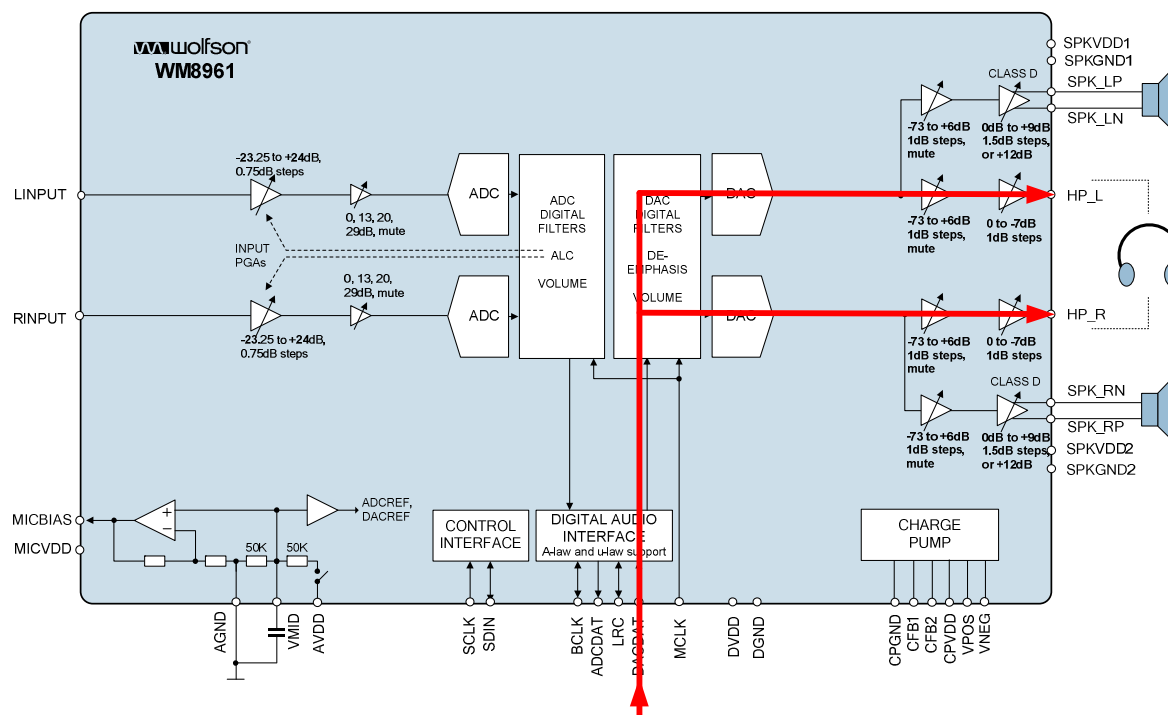 wolfson
WM8961
SPKVDD1
SPKGND1
CLASS D
SPK_LP
SPK_LN
-73 to +6dB
1dB steps,
mute
0dB to +9dB
1.5dB steps,
or +12dB
-23.25 to +24dB,
0.75dB steps
LINPUT
ADC
ADC
DIGITAL
FILTERS
ALC
VOLUME
DAC
DIGITAL
FILTERS
DE-
EMPHASIS
VOLUME
DAC
HP_L
0, 13, 20,
29dB, mute
-73 to +6dB
1dB steps,
mute
0 to -7dB
1dB steps
INPUT
PGAs
0, 13, 20,
29dB, mute
RINPUT
ADC
DAC
HP_R
-23.25 to +24dB,
0.75dB steps
-73 to +6dB
1dB steps,
mute
0 to -7dB
1dB steps
CLASS D
SPK_RN
SPK_RP
-73 to +6dB
1dB steps,
mute
0dB to +9dB
1.5dB steps,
or +12dB
SPKVDD2
SPKGND2
MICBIAS
MICVDD
+
−
ADCREF,
DACREF
50K
50K
CONTROL
INTERFACE
DIGITAL AUDIO
INTERFACE
A-law and u-law support
CHARGE
PUMP
AGND
VMID
AVDD
SCLK
SDIN
BCLK
ADCDAT
LRC
DACDAT
MCLK
DVDD
DGND
CPGND
CFB1
CFB2
CPVDD
VPOS
VNEG